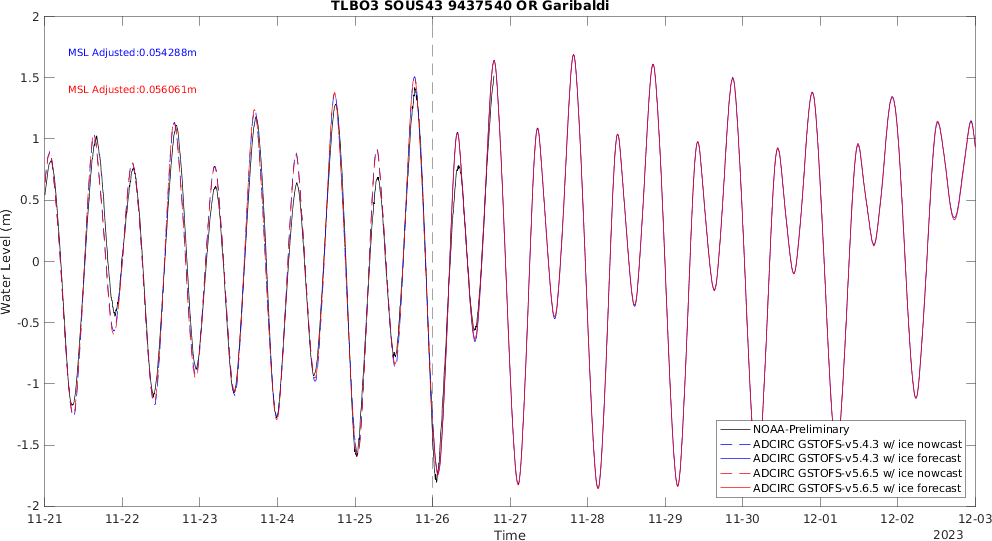 TLBO3 SOUS43 9437540 OR Garibaldi
2
MSL Adjusted:0.054288m
1.5
MSL Adjusted:0.056061m
1
0.5
Water Level (m)
0
-0.5
-1
NOAA-Preliminary
-1.5
ADCIRC GSTOFS-v5.4.3 w/ ice nowcast
ADCIRC GSTOFS-v5.4.3 w/ ice forecast
ADCIRC GSTOFS-v5.6.5 w/ ice nowcast
ADCIRC GSTOFS-v5.6.5 w/ ice forecast
-2
11-21 11-22 11-23 11-24 11-25 11-26 11-27 11-28 11-29 11-30 12-01 12-02 12-03
Time
2023